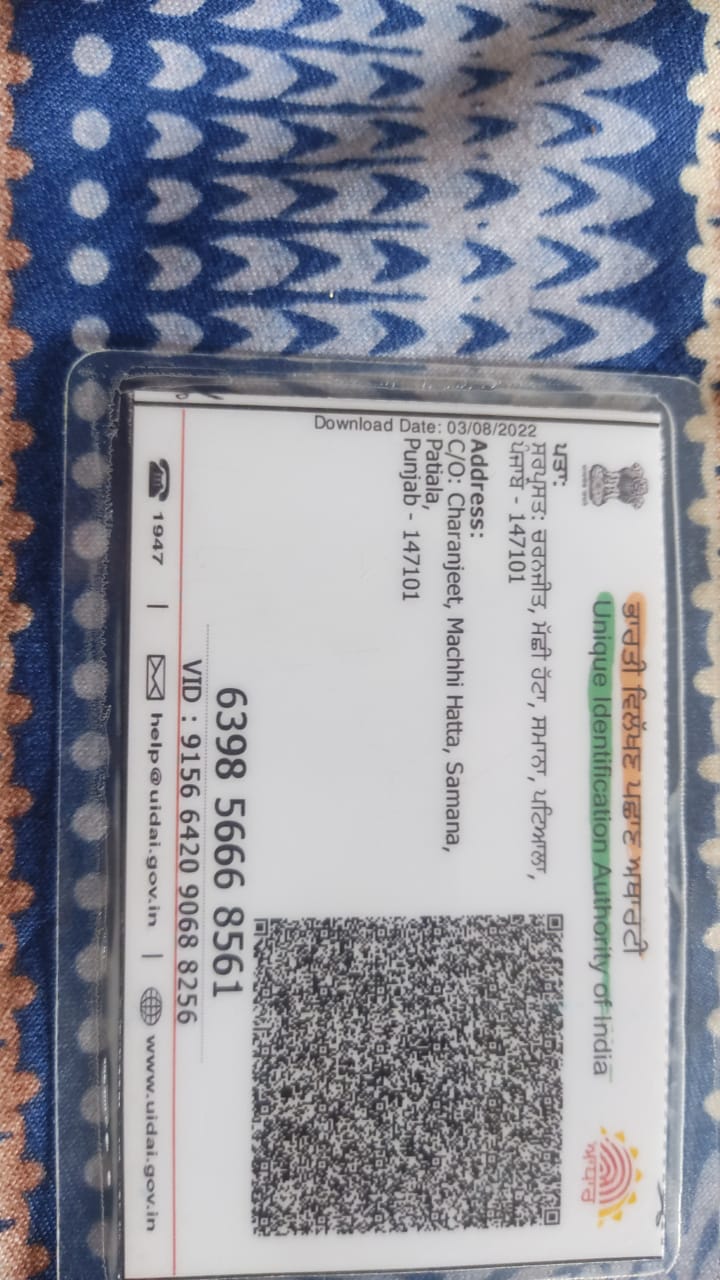 ਭਾਰਤੀ ਵਿਲੱਖਣ ਪਛਾਣ ਅਥਾਰਟੀ
Unique Identification Authority of India
ਪਤਾ:
ਸਰਪ੍ਰਸਤ: ਚਰਨਜੀਤ, ਮੱਛੀ ਹੱਟਾ, ਸਮਾਨਾ, ਪਟਿਆਲਾ,
ਪੰਜਾਬ - 147101
Address:
C/O: Charanjeet, Machhi Hatta, Samana,
Patiala,
Punjab - 147101
Download Date: 03/08/2022
6398 5666 8561
VID : 9156 6420 9068 8256
1947 | help@uidai.gov.in | www.uidai.gov.in